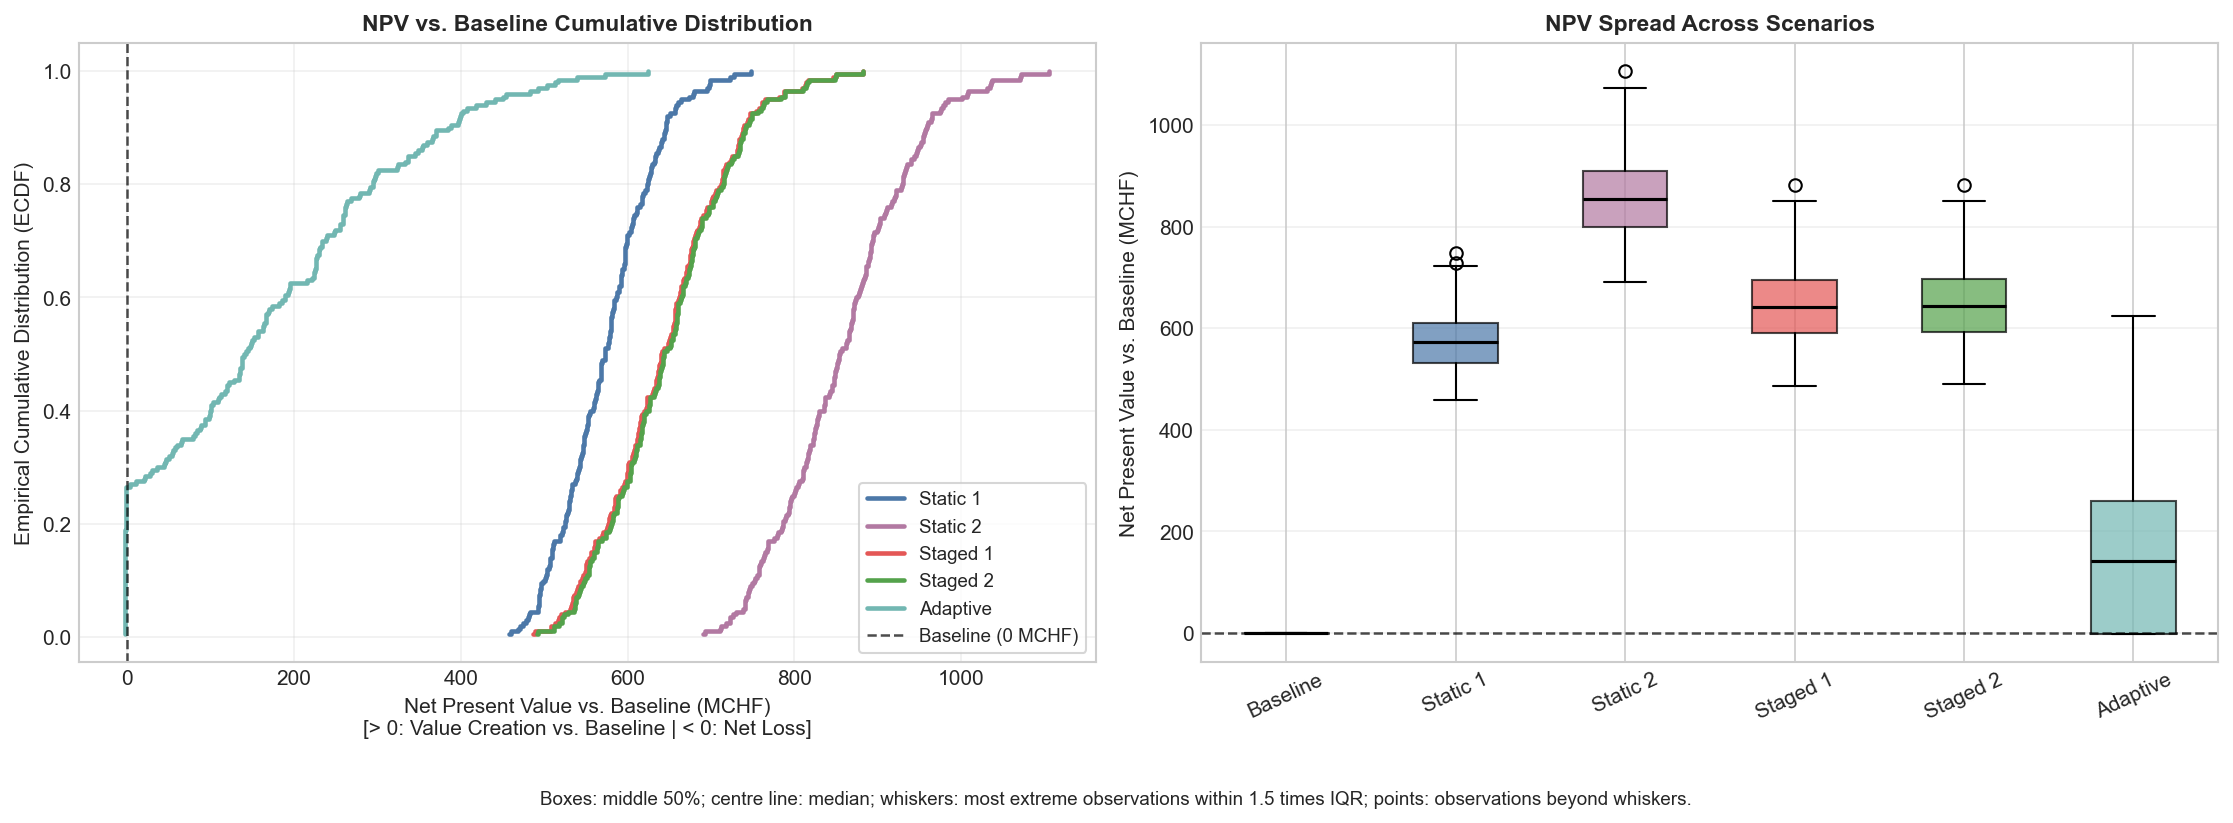 NPV vs. Baseline Cumulative Distribution
Empirical Cumulative Distribution (ECDF)
1.0
0.8
0.6
0.4
0.2
0.0
0 200 400 600 800 1000
Net Present Value vs. Baseline (MCHF)
[> 0: Value Creation vs. Baseline | < 0: Net Loss]
Static 1
Static 2
Staged 1
Staged 2
Adaptive
Baseline (0 MCHF)
NPV Spread Across Scenarios
Net Present Value vs. Baseline (MCHF)
1000
800
600
400
200
0
Baseline Static 1 Static 2 Staged 1 Staged 2 Adaptive
Boxes: middle 50%; centre line: median; whiskers: most extreme observations within 1.5 times IQR; points: observations beyond whiskers.